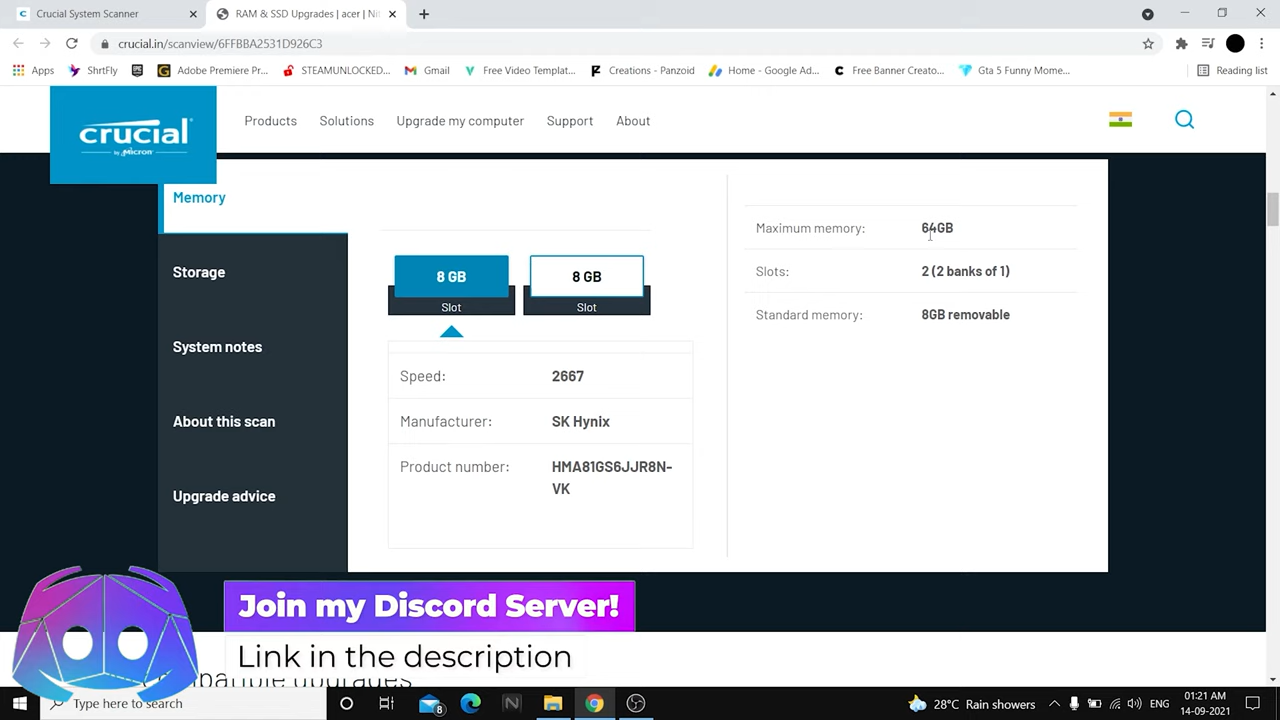 Crucial System Scanner
RAM & SSD Upgrades | acer | Nit
crucial.in/scanview/6FFBBA2531D926C3
Apps
ShrtFly
Adobe Premiere Pr...
STEAMUNLOCKED...
Gmail
Free Video Templat...
Creations - Panzoid
Home - Google Ad...
Free Banner Creato...
Gta 5 Funny Mome...
Reading list
crucial
by Micron
Products
Solutions
Upgrade my computer
Support
About
Memory
Storage
System notes
About this scan
Upgrade advice
8 GB
Slot
8 GB
Slot
Speed: 2667
Manufacturer: SK Hynix
Product number: HMA81GS6JJR8N-
VK
Maximum memory: 64GB
Slots: 2 (2 banks of 1)
Standard memory: 8GB removable
Join my Discord Server!
Link in the description
compatible upgrades
Type here to search
8
28°C Rain showers
ENG
01:21 AM
14-09-2021